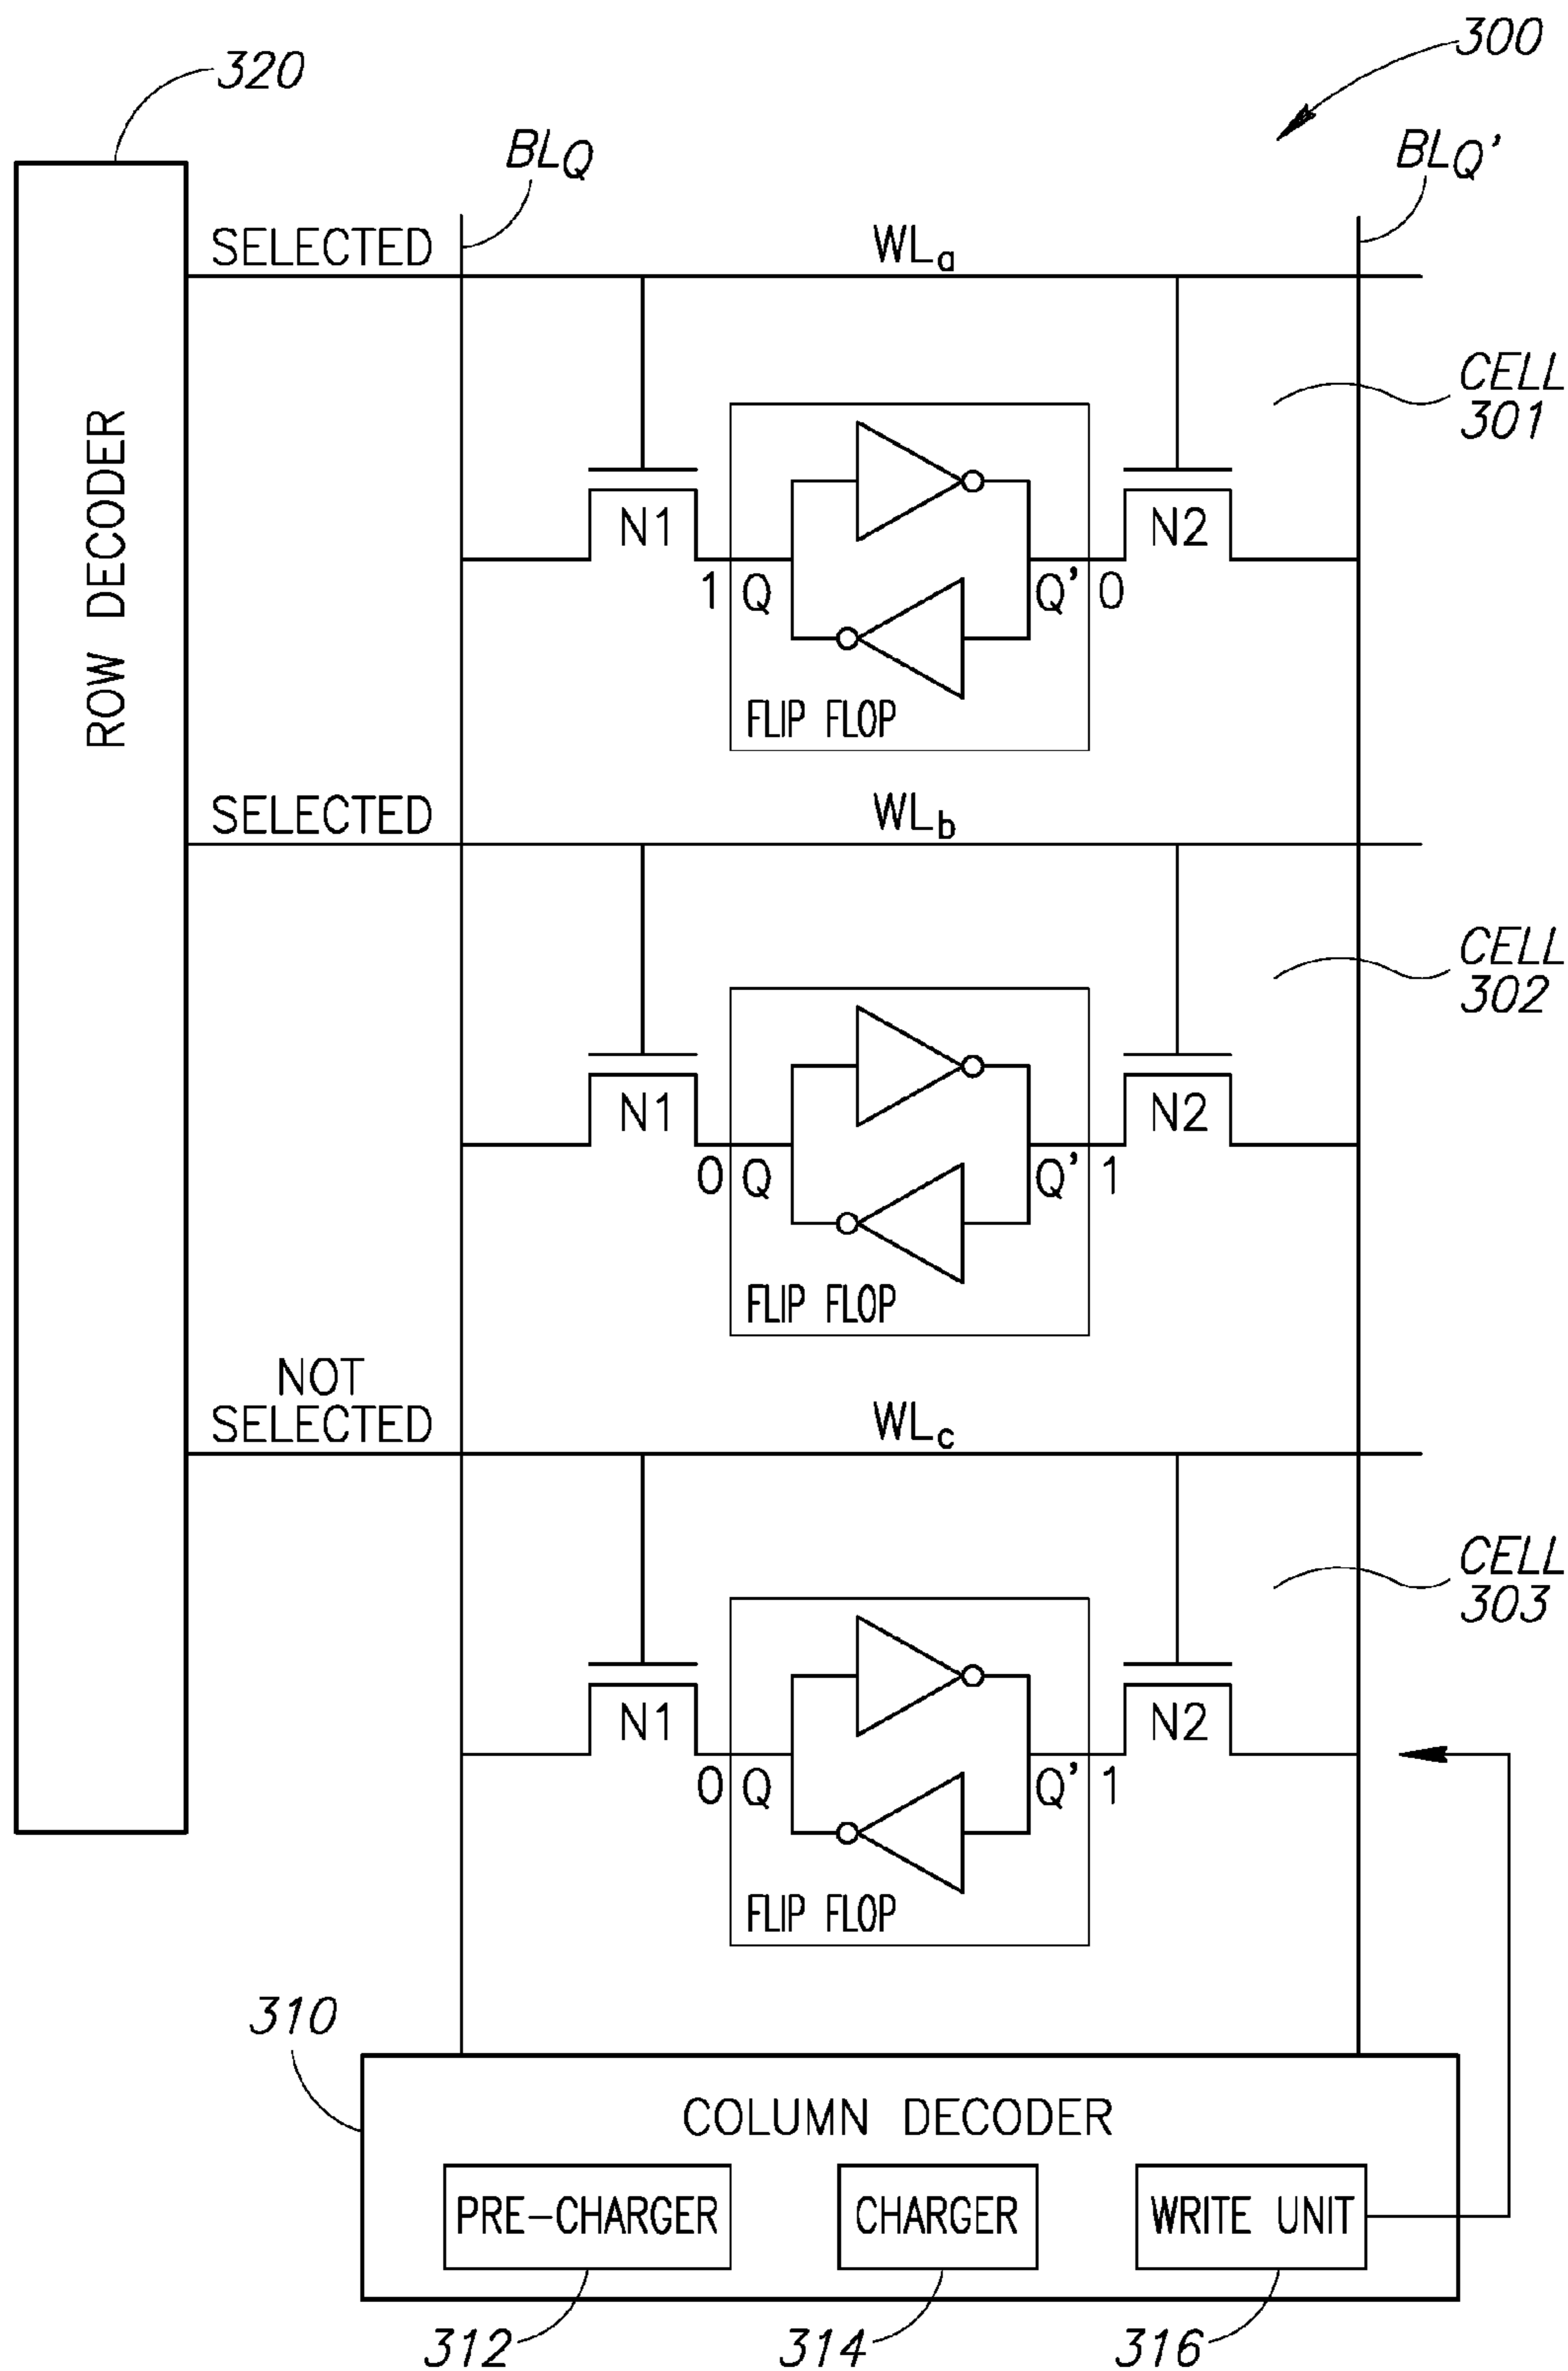 300
320
BLQ
BLQ'
SELECTED
WLa
CELL
301
ROW DECODER
N1
N2
1 Q
Q' 0
FLIP FLOP
SELECTED
WLb
CELL
302
N1
N2
0 Q
Q' 1
FLIP FLOP
NOT
SELECTED
WLc
CELL
303
N1
N2
0 Q
Q' 1
FLIP FLOP
310
COLUMN DECODER
PRE-CHARGER
CHARGER
WRITE UNIT
312
314
316